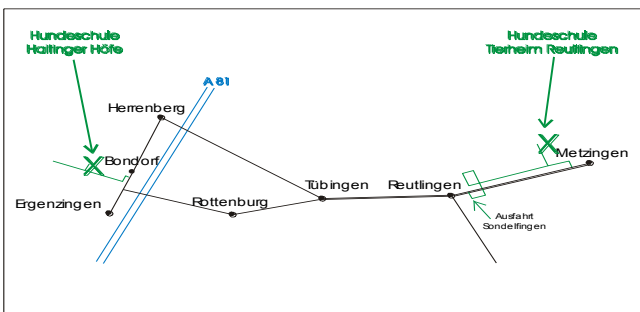 Hundeschule
Haitinger Höfe
Hundeschule
Tierheim Reutlingen
A 81
Herrenberg
Bondorf
Metzingen
Ergenzingen
Rottenburg
Tübingen
Reutlingen
Ausfahrt
Sondelfingen